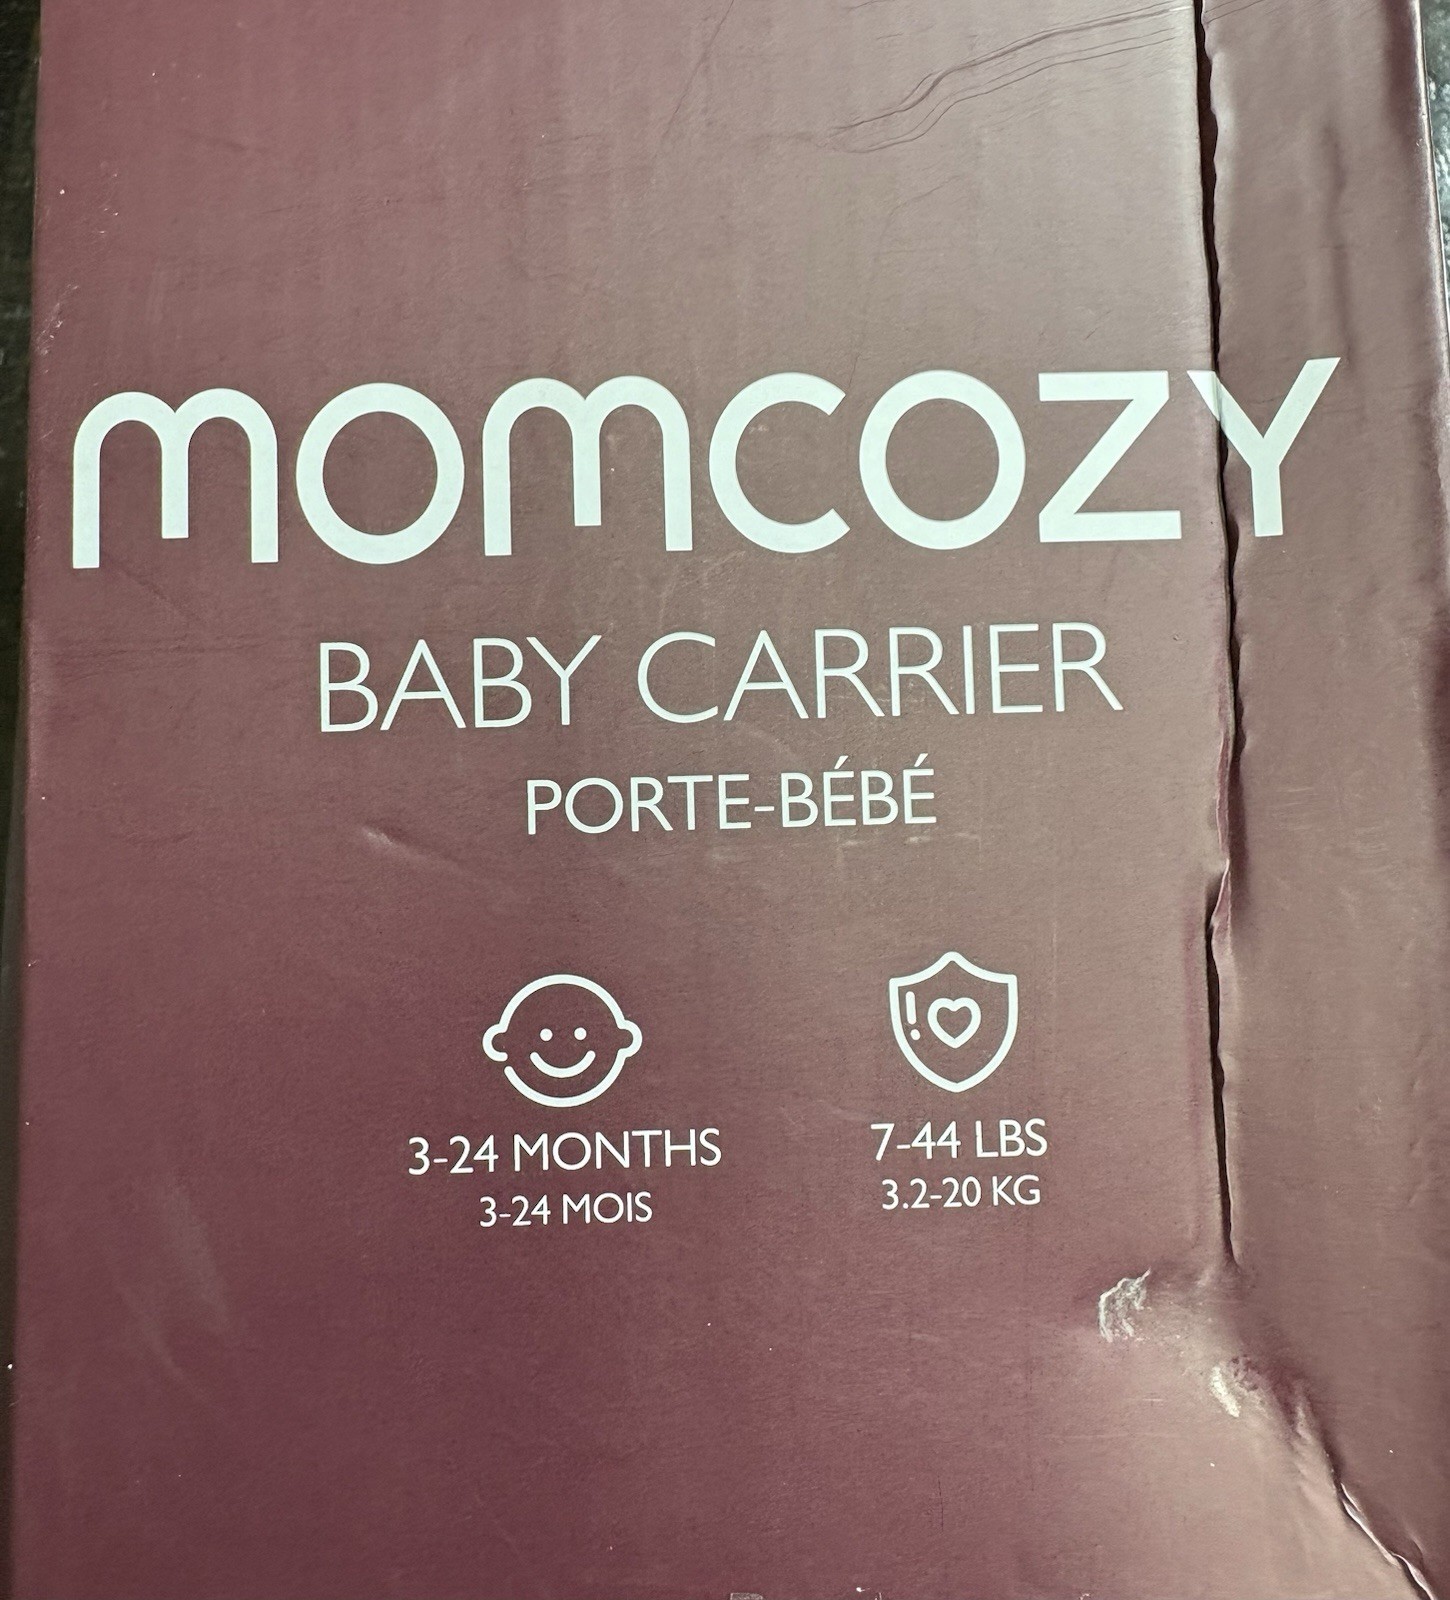 momcozy
BABY CARRIER
PORTE-BÉBÉ
3-24 MONTHS
3-24 MOIS
7-44 LBS
3.2-20 KG